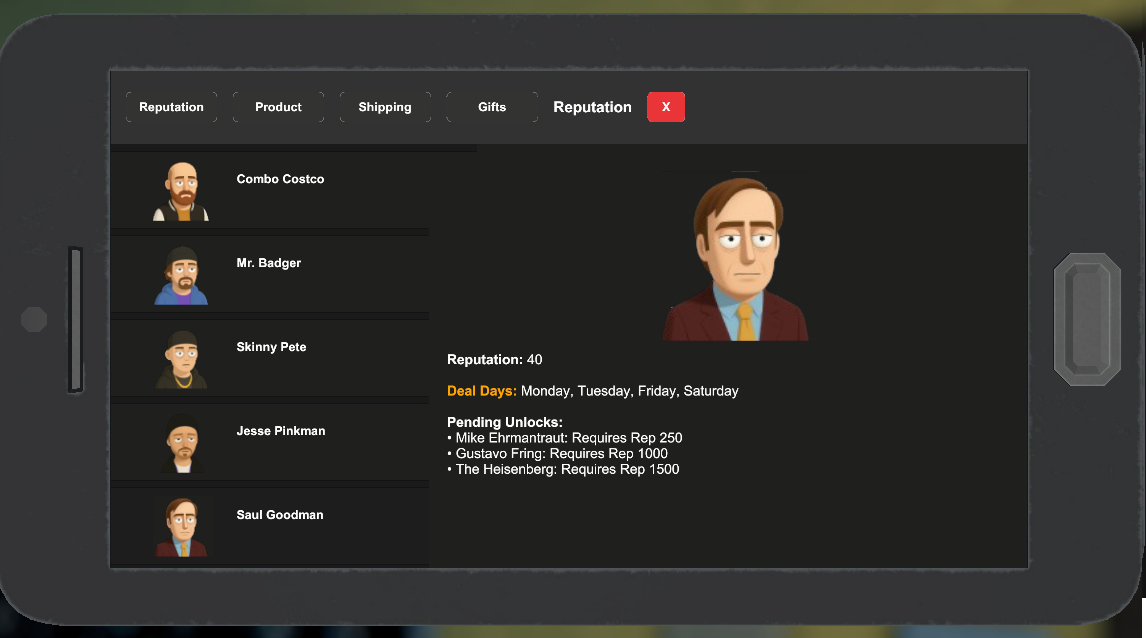 Reputation Product Shipping Gifts Reputation X
Combo Costco
Mr. Badger
Skinny Pete
Jesse Pinkman
Saul Goodman
Reputation: 40
Deal Days: Monday, Tuesday, Friday, Saturday
Pending Unlocks:
• Mike Ehrmantraut: Requires Rep 250
• Gustavo Fring: Requires Rep 1000
• The Heisenberg: Requires Rep 1500